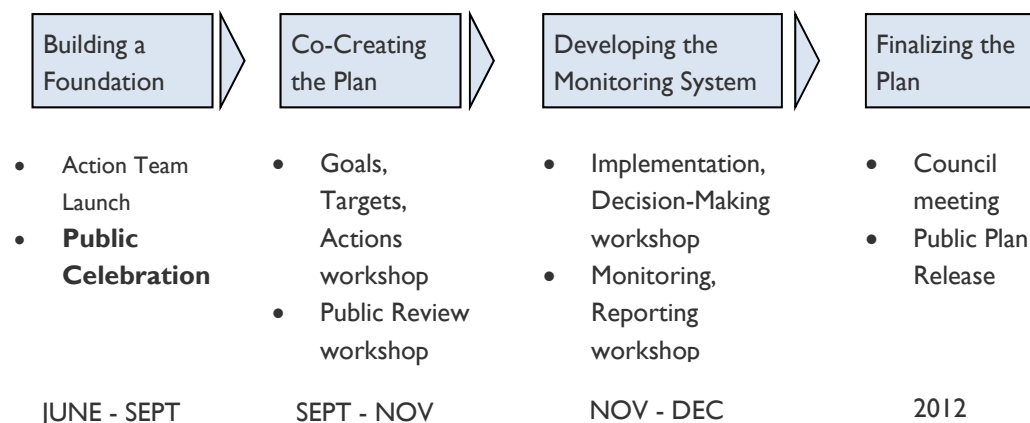 Building a
Foundation
Co-Creating
the Plan
Developing the
Monitoring System
Finalizing the
Plan
• Action Team
Launch
• Public
Celebration
• Goals,
Targets,
Actions
workshop
• Public Review
workshop
• Implementation,
Decision-Making
workshop
• Monitoring,
Reporting
workshop
• Council
meeting
• Public Plan
Release
JUNE - SEPT
SEPT - NOV
NOV - DEC
2012